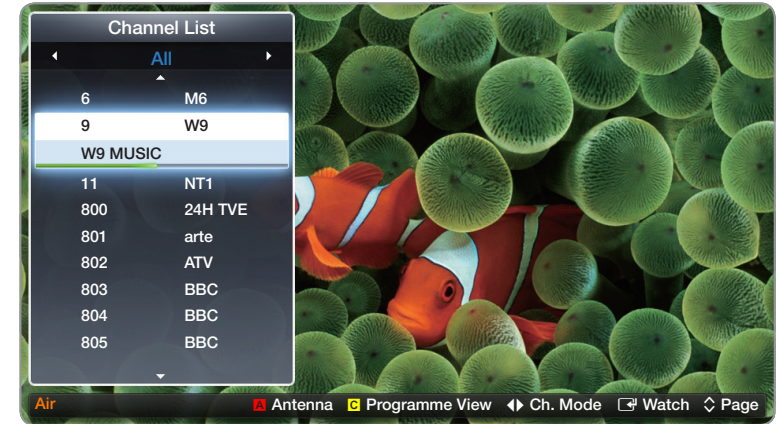 Channel List
All
6 M6
9 W9
W9 MUSIC
11 NT1
800 24H TVE
801 arte
802 ATV
803 BBC
804 BBC
805 BBC
Air A Antenna C Programme View Ch. Mode Watch Page